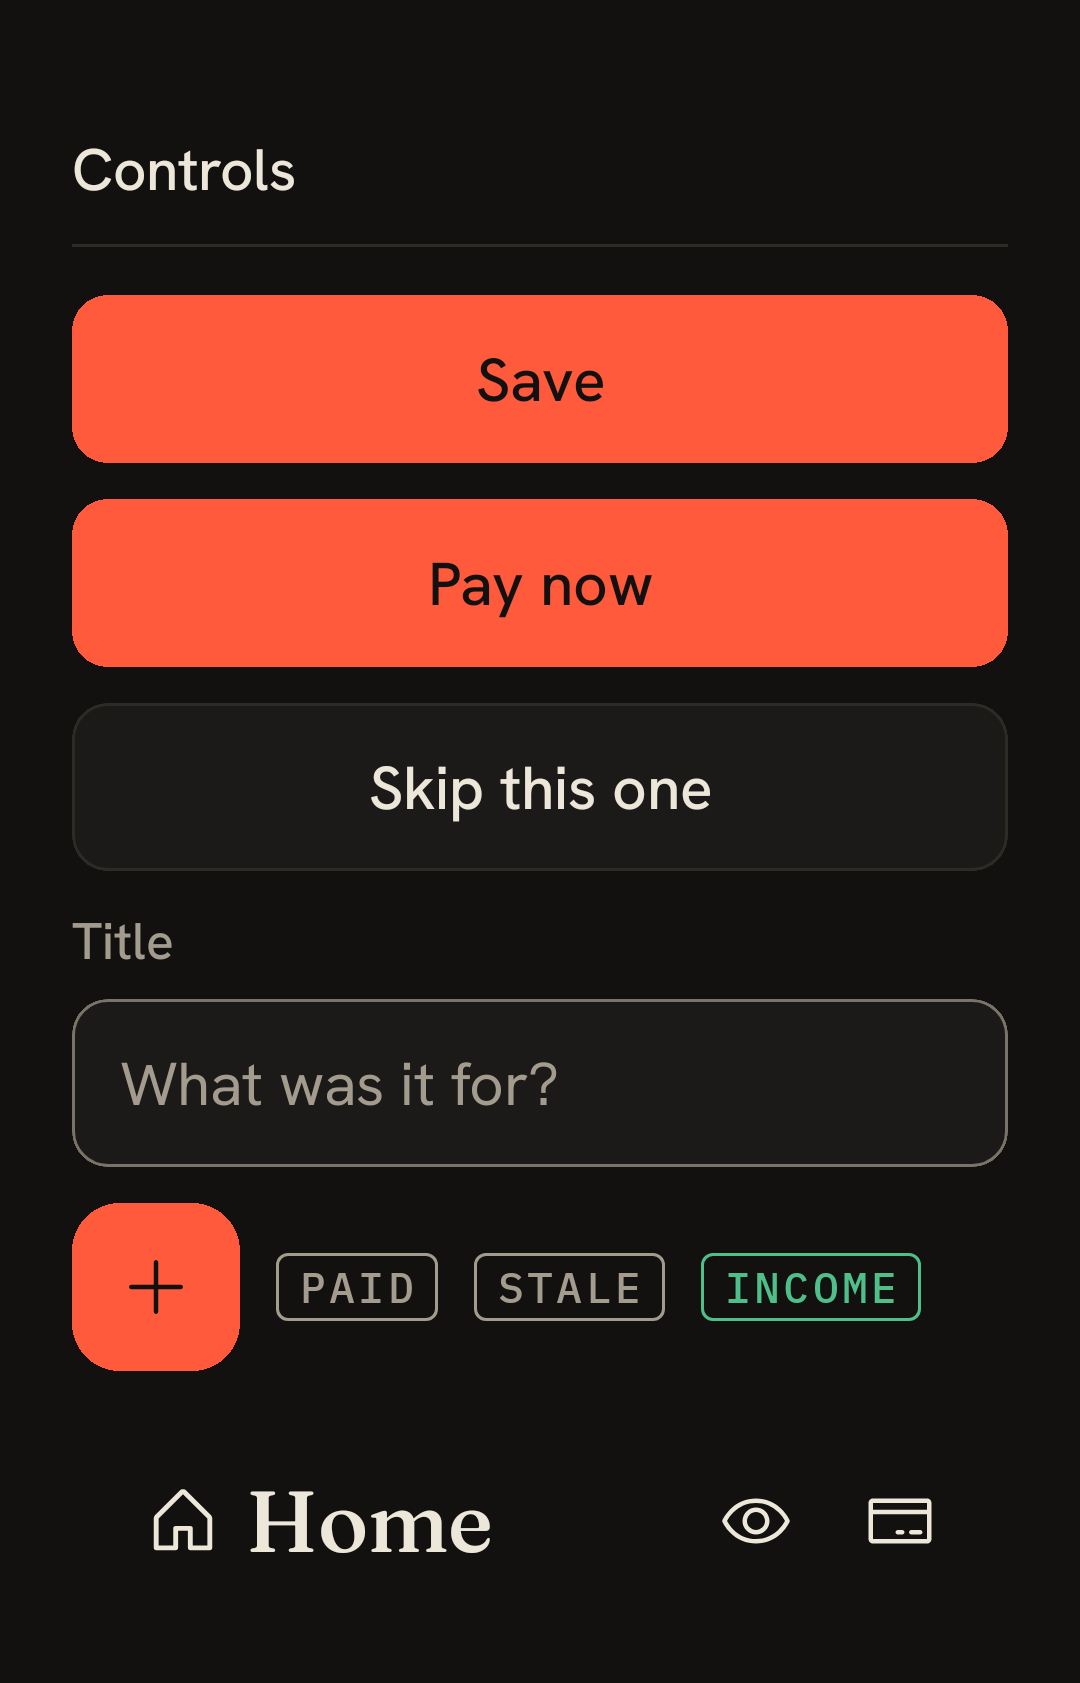 Controls
Save
Pay now
Skip this one
Title
What was it for?
PAID STALE INCOME
Home